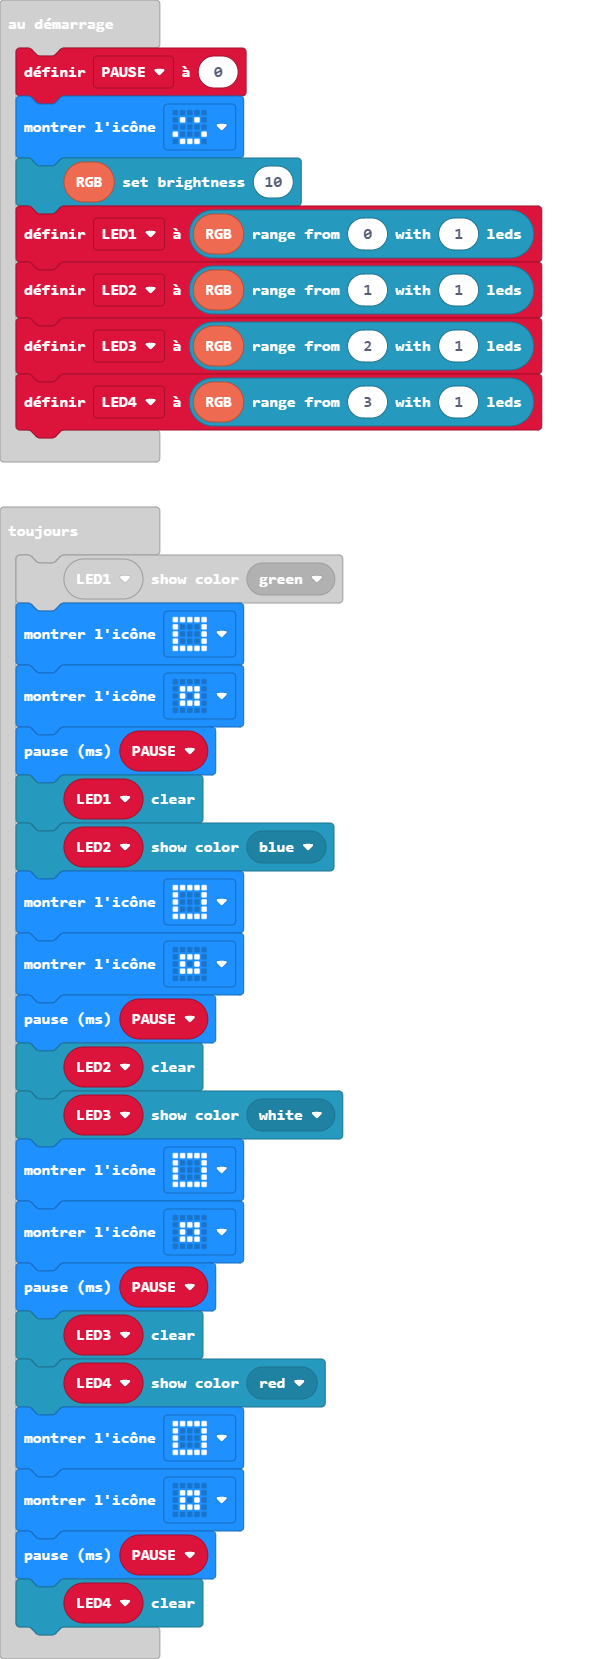 au démarrage
définir PAUSE à 0
montrer l'icône
RGB set brightness 10
définir LED1 à RGB range from 0 with 1 leds
définir LED2 à RGB range from 1 with 1 leds
définir LED3 à RGB range from 2 with 1 leds
définir LED4 à RGB range from 3 with 1 leds
toujours
LED1 show color green
montrer l'icône
montrer l'icône
pause (ms) PAUSE
LED1 clear
LED2 show color blue
montrer l'icône
montrer l'icône
pause (ms) PAUSE
LED2 clear
LED3 show color white
montrer l'icône
montrer l'icône
pause (ms) PAUSE
LED3 clear
LED4 show color red
montrer l'icône
montrer l'icône
pause (ms) PAUSE
LED4 clear